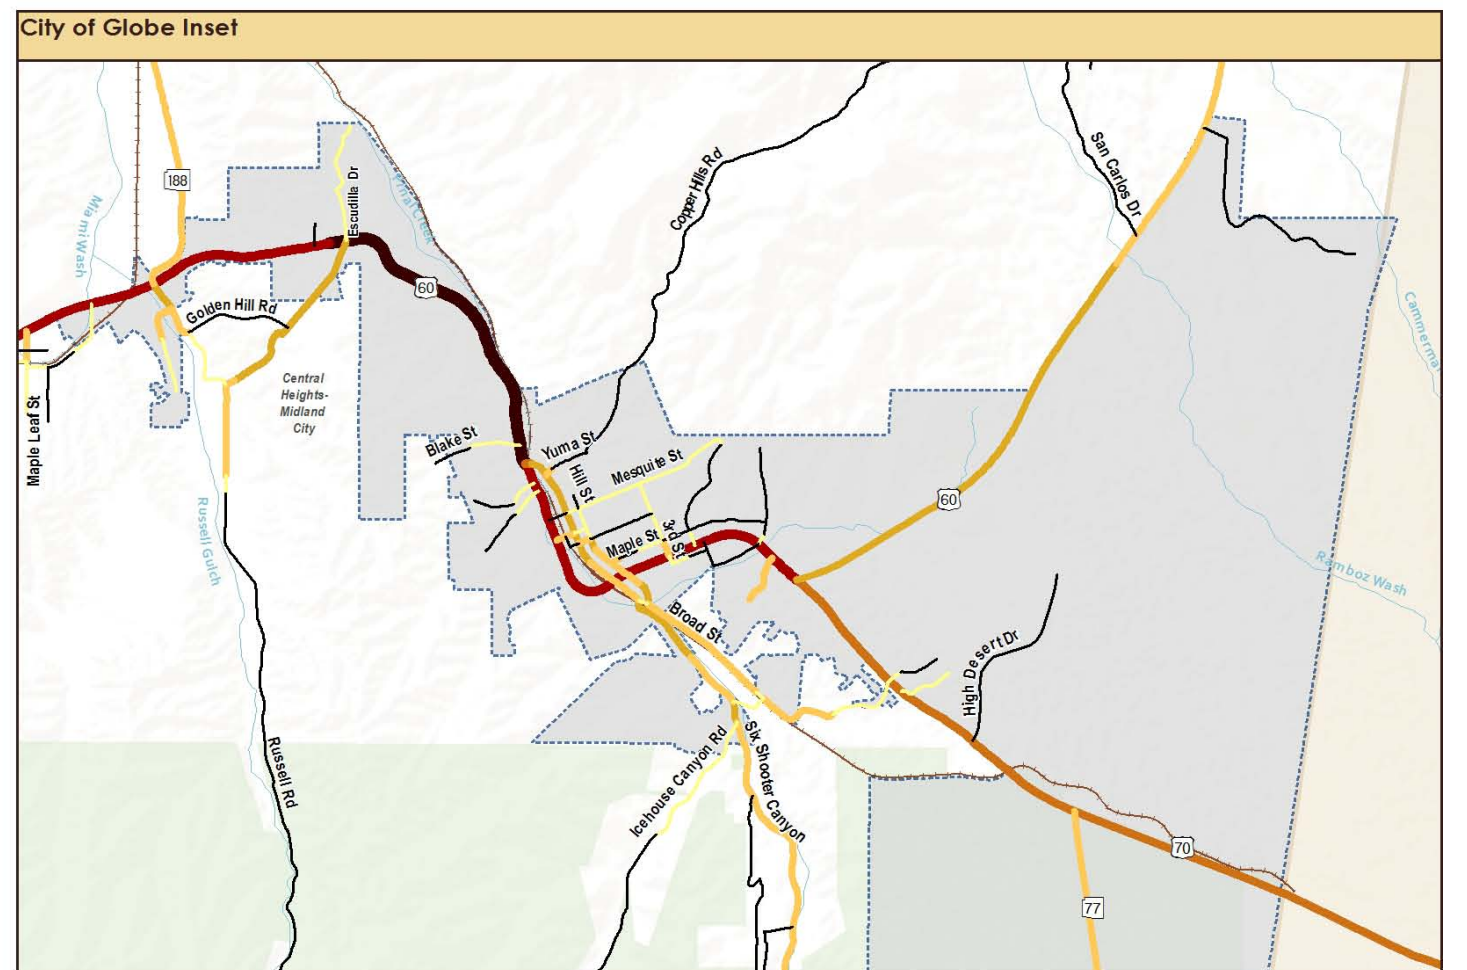 City of Globe Inset
188
Miami Wash
Escudilla Dr
Pinal Creek
Copper Hills Rd
San Carlos Dr
60
Golden Hill Rd
Central
Heights-
Midland
City
Maple Leaf St
Blake St
Yuma St
Hill St
Mesquite St
3rd St
Maple St
60
Russell Gulch
Ramboz Wash
Broad St
High Desert Dr
Russell Rd
Icehouse Canyon Rd
Six Shooter Canyon
70
77